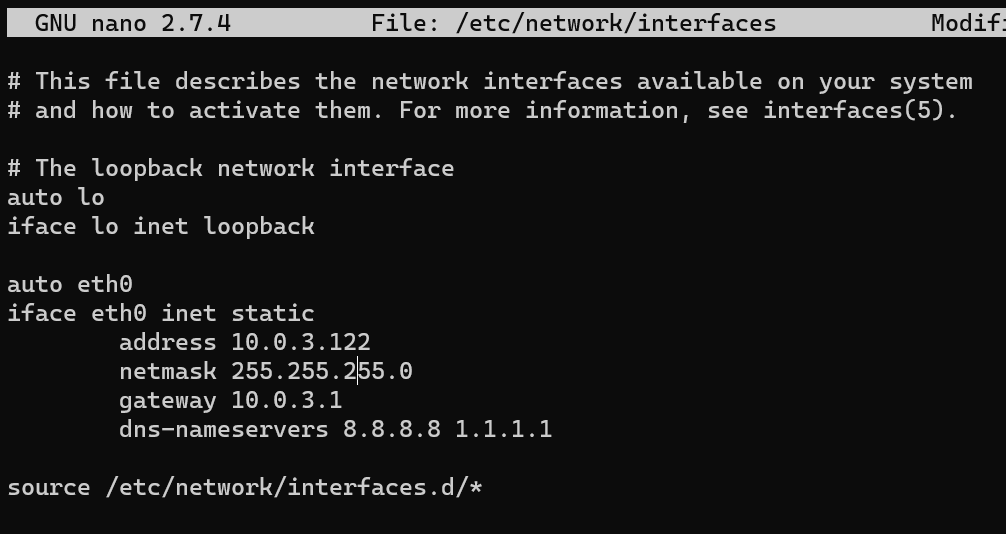 GNU nano 2.7.4 File: /etc/network/interfaces
# This file describes the network interfaces available on your system
# and how to activate them. For more information, see interfaces(5).
# The loopback network interface
auto lo
iface lo inet loopback
auto eth0
iface eth0 inet static
address 10.0.3.122
netmask 255.255.255.0
gateway 10.0.3.1
dns-nameservers 8.8.8.8 1.1.1.1
source /etc/network/interfaces.d/*